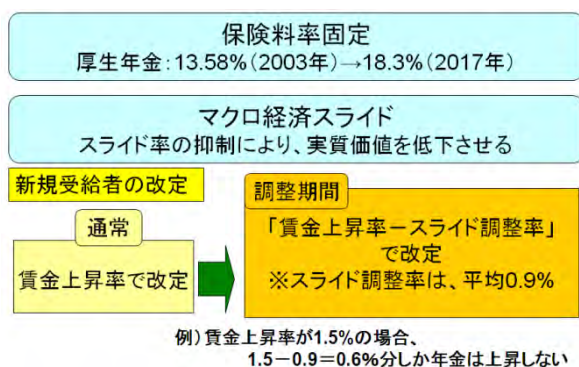 保険料率固定
厚生年金：13.58%（2003年）→18.3%（2017年）
マクロ経済スライド
スライド率の抑制により、実質価値を低下させる
新規受給者の改定
通常
賃金上昇率で改定
調整期間
「賃金上昇率－スライド調整率」
で改定
※スライド調整率は、平均0.9%
例）賃金上昇率が1.5%の場合、
1.5－0.9＝0.6%分しか年金は上昇しない